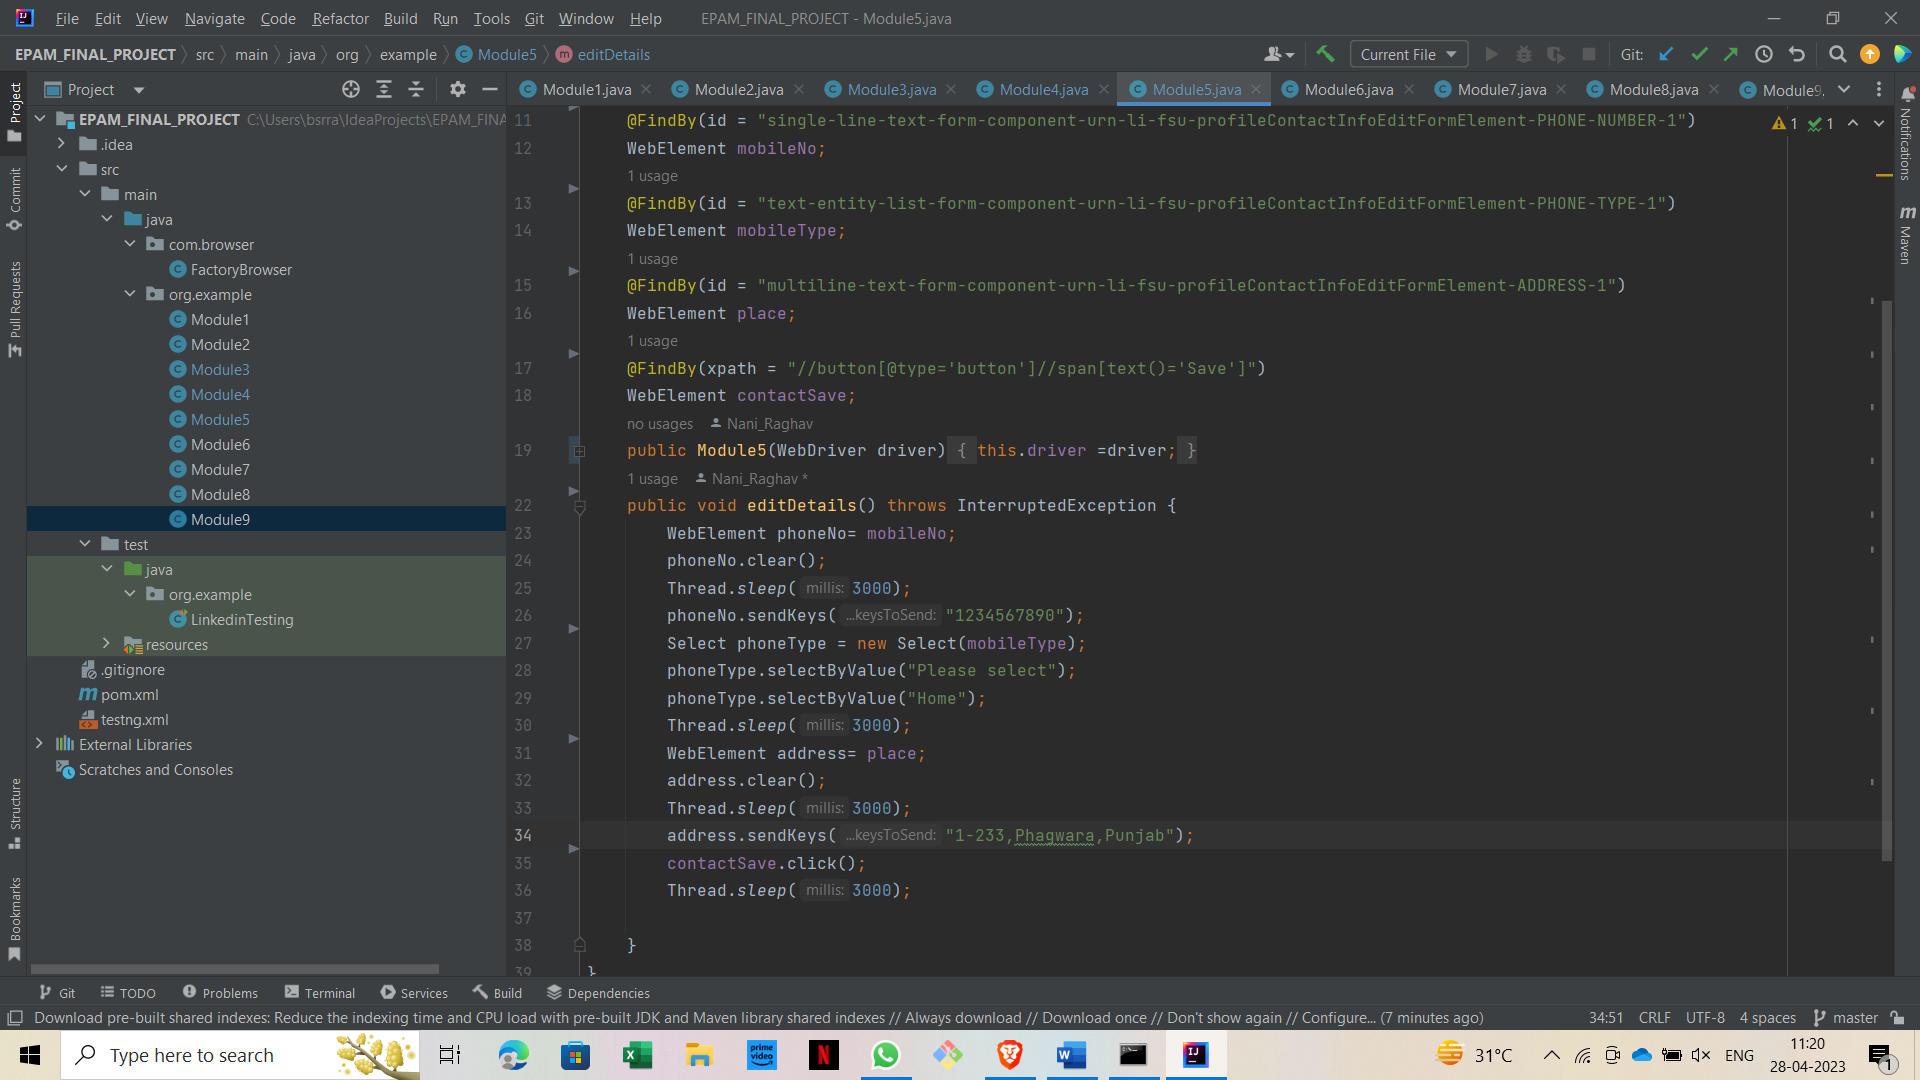 File Edit View Navigate Code Refactor Build Run Tools Git Window Help EPAM_FINAL_PROJECT - Module5.java
EPAM_FINAL_PROJECT src main java org example Module5 editDetails Current File Git:
Project
Module1.java Module2.java Module3.java Module4.java Module5.java Module6.java Module7.java Module8.java Module9.
Project
Commit
Pull Requests
Structure
Bookmarks
EPAM_FINAL_PROJECT C:\Users\bsrra\IdeaProjects\EPAM_FINA
.idea
src
main
java
com.browser
FactoryBrowser
org.example
Module1
Module2
Module3
Module4
Module5
Module6
Module7
Module8
Module9
test
java
org.example
LinkedinTesting
resources
.gitignore
pom.xml
testng.xml
External Libraries
Scratches and Consoles
11 @FindBy(id = "single-line-text-form-component-urn-li-fsu-profileContactInfoEditFormElement-PHONE-NUMBER-1")
1 1
12 WebElement mobileNo;
1 usage
13 @FindBy(id = "text-entity-list-form-component-urn-li-fsu-profileContactInfoEditFormElement-PHONE-TYPE-1")
14 WebElement mobileType;
1 usage
15 @FindBy(id = "multiline-text-form-component-urn-li-fsu-profileContactInfoEditFormElement-ADDRESS-1")
16 WebElement place;
1 usage
17 @FindBy(xpath = "//button[@type='button']//span[text()='Save']")
18 WebElement contactSave;
no usages Nani_Raghav
19 public Module5(WebDriver driver) { this.driver =driver; }
1 usage Nani_Raghav *
22 public void editDetails() throws InterruptedException {
23 WebElement phoneNo= mobileNo;
24 phoneNo.clear();
25 Thread.sleep( millis: 3000);
26 phoneNo.sendKeys( ...keysToSend: "1234567890");
27 Select phoneType = new Select(mobileType);
28 phoneType.selectByValue("Please select");
29 phoneType.selectByValue("Home");
30 Thread.sleep( millis: 3000);
31 WebElement address= place;
32 address.clear();
33 Thread.sleep( millis: 3000);
34 address.sendKeys( ...keysToSend: "1-233,Phagwara,Punjab");
35 contactSave.click();
36 Thread.sleep( millis: 3000);
37
38 }
39 }
Notifications
Maven
Git TODO Problems Terminal Services Build Dependencies
Download pre-built shared indexes: Reduce the indexing time and CPU load with pre-built JDK and Maven library shared indexes // Always download // Download once // Don't show again // Configure... (7 minutes ago) 34:51 CRLF UTF-8 4 spaces master
Type here to search prime video 31°C ENG 11:20
28-04-2023 1